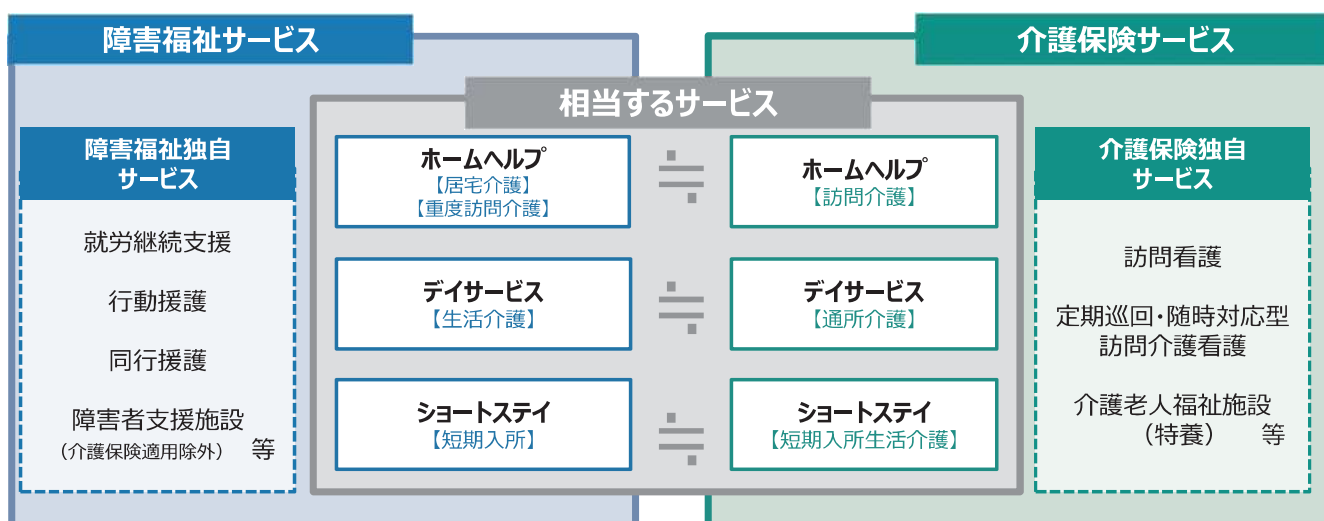 障害福祉サービス
介護保険サービス
相当するサービス
障害福祉独自
サービス
就労継続支援
行動援護
同行援護
障害者支援施設
(介護保険適用除外) 等
ホームヘルプ
【居宅介護】
【重度訪問介護】
≒
ホームヘルプ
【訪問介護】
デイサービス
【生活介護】
≒
デイサービス
【通所介護】
ショートステイ
【短期入所】
≒
ショートステイ
【短期入所生活介護】
介護保険独自
サービス
訪問看護
定期巡回・随時対応型
訪問介護看護
介護老人福祉施設
(特養) 等